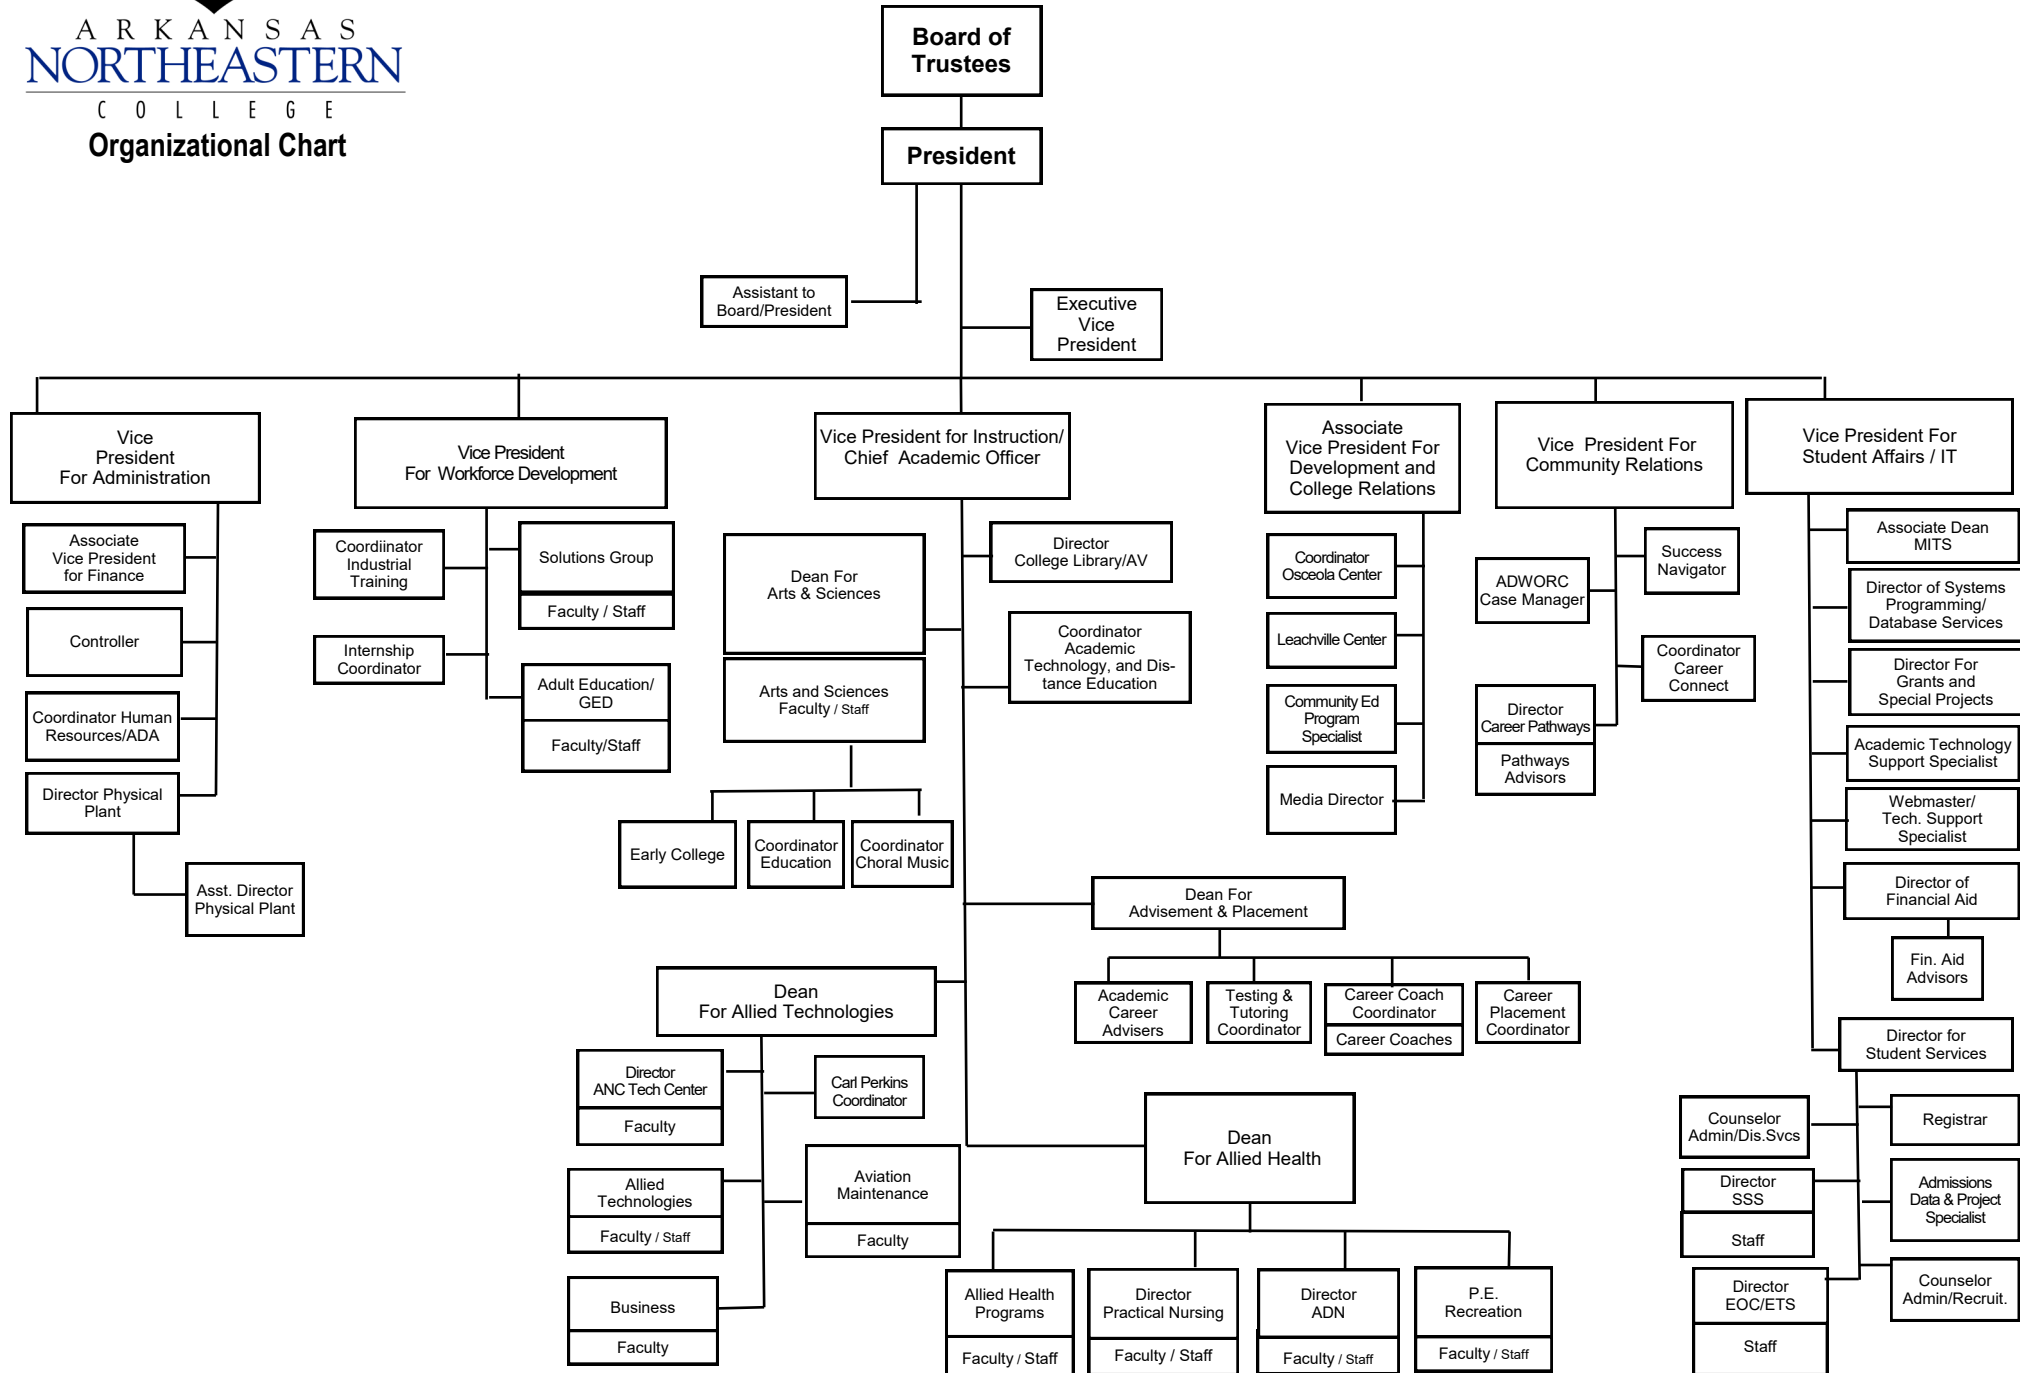 ARKANSAS
NORTHEASTERN
COLLEGE
Organizational Chart
Board of
Trustees
President
Assistant to
Board/President
Executive
Vice
President
Vice
President
For Administration
Associate
Vice President
for Finance
Controller
Coordinator Human
Resources/ADA
Director Physical
Plant
Asst. Director
Physical Plant
Vice President
For Workforce Development
Coordiinator
Industrial
Training
Solutions Group
Faculty / Staff
Internship
Coordinator
Adult Education/
GED
Faculty/Staff
Vice President for Instruction/
Chief Academic Officer
Dean For
Arts & Sciences
Arts and Sciences
Faculty / Staff
Early College
Coordinator
Education
Coordinator
Choral Music
Director
College Library/AV
Coordinator
Academic
Technology, and Dis-
tance Education
Dean For
Advisement & Placement
Academic
Career
Advisers
Testing &
Tutoring
Coordinator
Career Coach
Coordinator
Career Coaches
Career
Placement
Coordinator
Dean
For Allied Technologies
Director
ANC Tech Center
Faculty
Carl Perkins
Coordinator
Allied
Technologies
Faculty / Staff
Aviation
Maintenance
Faculty
Business
Faculty
Dean
For Allied Health
Allied Health
Programs
Faculty / Staff
Director
Practical Nursing
Faculty / Staff
Director
ADN
Faculty / Staff
P.E.
Recreation
Faculty / Staff
Associate
Vice President For
Development and
College Relations
Coordinator
Osceola Center
Leachville Center
Community Ed
Program
Specialist
Media Director
Vice President For
Community Relations
Success
Navigator
ADWORC
Case Manager
Coordinator
Career
Connect
Director
Career Pathways
Pathways
Advisors
Vice President For
Student Affairs / IT
Associate Dean
MITS
Director of Systems
Programming/
Database Services
Director For
Grants and
Special Projects
Academic Technology
Support Specialist
Webmaster/
Tech. Support
Specialist
Director of
Financial Aid
Fin. Aid
Advisors
Director for
Student Services
Counselor
Admin/Dis.Svcs
Registrar
Director
SSS
Staff
Admissions
Data & Project
Specialist
Director
EOC/ETS
Staff
Counselor
Admin/Recruit.